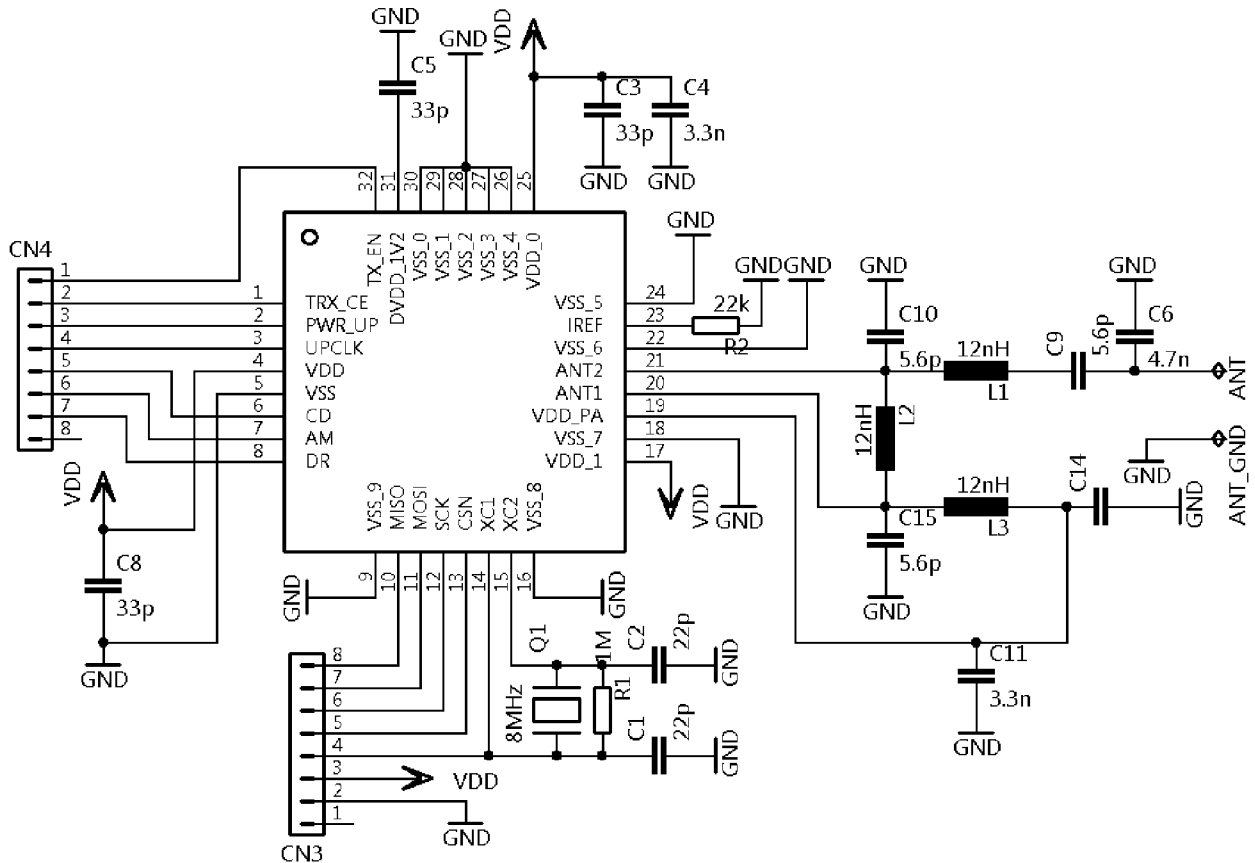 GND
C5
33p
GND
VDD
C3
33p
GND
C4
3.3n
GND
32
31
30
29
28
27
26
25
TX_EN
DVDD_1V2
VSS_0
VSS_1
VSS_2
VSS_3
VSS_4
VDD_0
CN4
1
2
3
4
5
6
7
8
1 TRX_CE
2 PWR_UP
3 UPCLK
4 VDD
5 VSS
6 CD
7 AM
8 DR
VSS_5 24
IREF 23
VSS_6 22
ANT2 21
ANT1 20
VDD_PA 19
VSS_7 18
VDD_1 17
GND
GND
GND
22k
R2
VDD
GND
GND
C10
5.6p
12nH
L1
C9
5.6p
GND
C6
4.7n
ANT
12nH
L2
GND
ANT_GND
12nH
L3
C14
GND
C15
5.6p
GND
C11
3.3n
GND
VDD
C8
33p
GND
VSS_9
MISO
MOSI
SCK
CSN
XC1
XC2
VSS_8
9
10
11
12
13
14
15
16
GND
GND
Q1
8MHz
1M
R1
C2
22p
GND
C1
22p
GND
8
7
6
5
4
3
2
1
VDD
GND
CN3